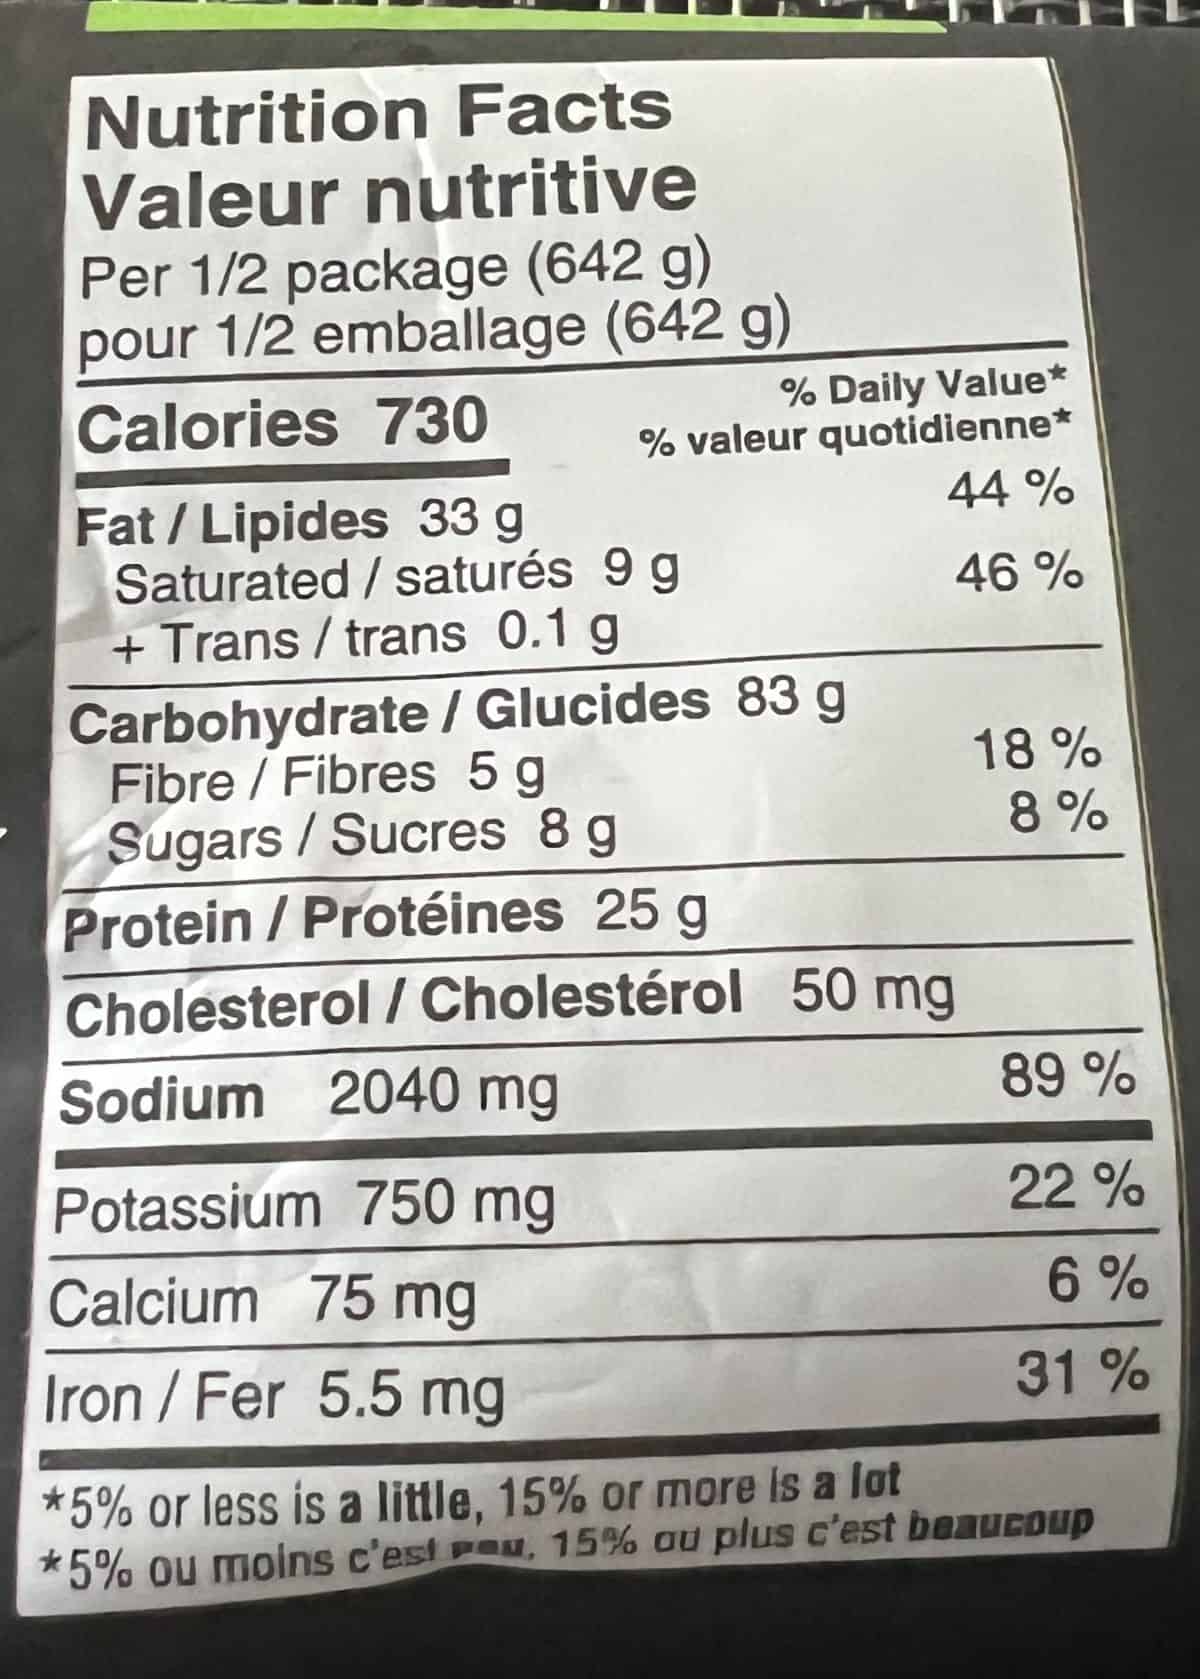 Nutrition Facts
Valeur nutritive
Per 1/2 package (642 g)
pour 1/2 emballage (642 g)
% Daily Value*
% valeur quotidienne*
Calories 730
Fat / Lipides 33 g 44 %
Saturated / saturés 9 g 46 %
+ Trans / trans 0.1 g
Carbohydrate / Glucides 83 g
Fibre / Fibres 5 g 18 %
Sugars / Sucres 8 g 8 %
Protein / Protéines 25 g
Cholesterol / Cholestérol 50 mg
Sodium 2040 mg 89 %
Potassium 750 mg 22 %
Calcium 75 mg 6 %
Iron / Fer 5.5 mg 31 %
*5% or less is a little, 15% or more is a lot
*5% ou moins c'est peu, 15% ou plus c'est beaucoup